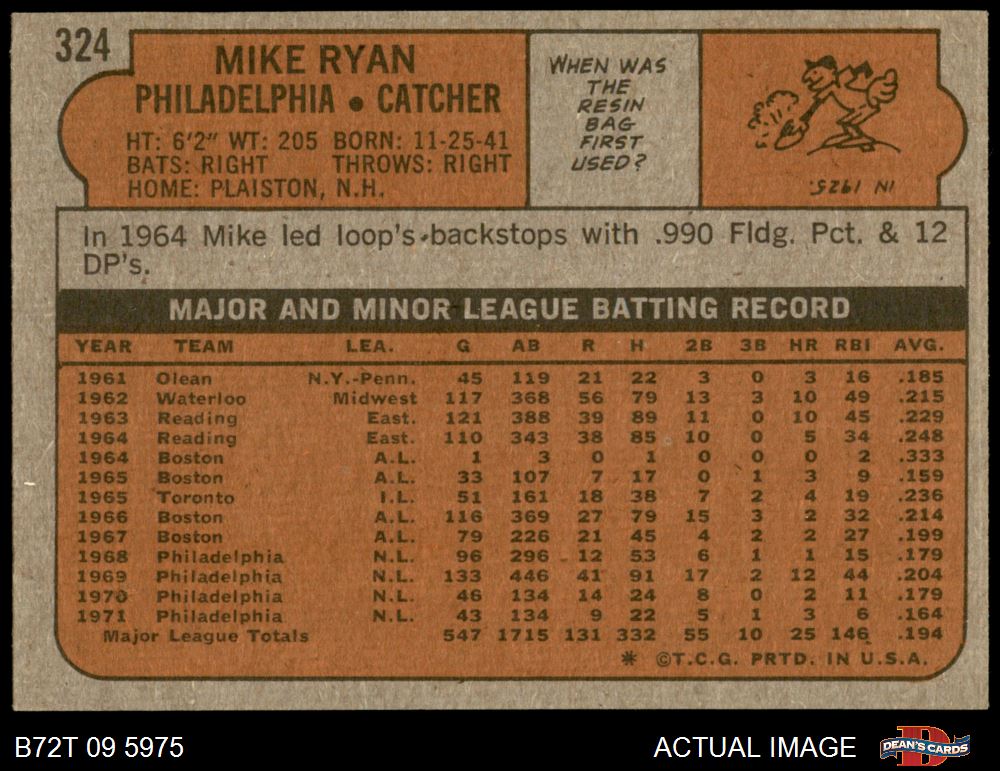 324
MIKE RYAN
PHILADELPHIA • CATCHER
HT: 6'2" WT: 205 BORN: 11-25-41
BATS: RIGHT THROWS: RIGHT
HOME: PLAISTON, N.H.
WHEN WAS
THE
RESIN
BAG
FIRST
USED?
IN 1925.
In 1964 Mike led loop's backstops with .990 Fldg. Pct. & 12
DP's.
MAJOR AND MINOR LEAGUE BATTING RECORD
YEAR TEAM LEA. G AB R H 2B 3B HR RBI AVG.
1961 Olean N.Y.-Penn. 45 119 21 22 3 0 3 16 .185
1962 Waterloo Midwest 117 368 56 79 13 3 10 49 .215
1963 Reading East. 121 388 39 89 11 0 10 45 .229
1964 Reading East. 110 343 38 85 10 0 5 34 .248
1964 Boston A.L. 1 3 0 1 0 0 0 2 .333
1965 Boston A.L. 33 107 7 17 0 1 3 9 .159
1965 Toronto I.L. 51 161 18 38 7 2 4 19 .236
1966 Boston A.L. 116 369 27 79 15 3 2 32 .214
1967 Boston A.L. 79 226 21 45 4 2 2 27 .199
1968 Philadelphia N.L. 96 296 12 53 6 1 1 15 .179
1969 Philadelphia N.L. 133 446 41 91 17 2 12 44 .204
1970 Philadelphia N.L. 46 134 14 24 8 0 2 11 .179
1971 Philadelphia N.L. 43 134 9 22 5 1 3 6 .164
Major League Totals 547 1715 131 332 55 10 25 146 .194
* ©T.C.G. PRTD. IN U.S.A.
B72T 09 5975
ACTUAL IMAGE
DEAN'S CARDS